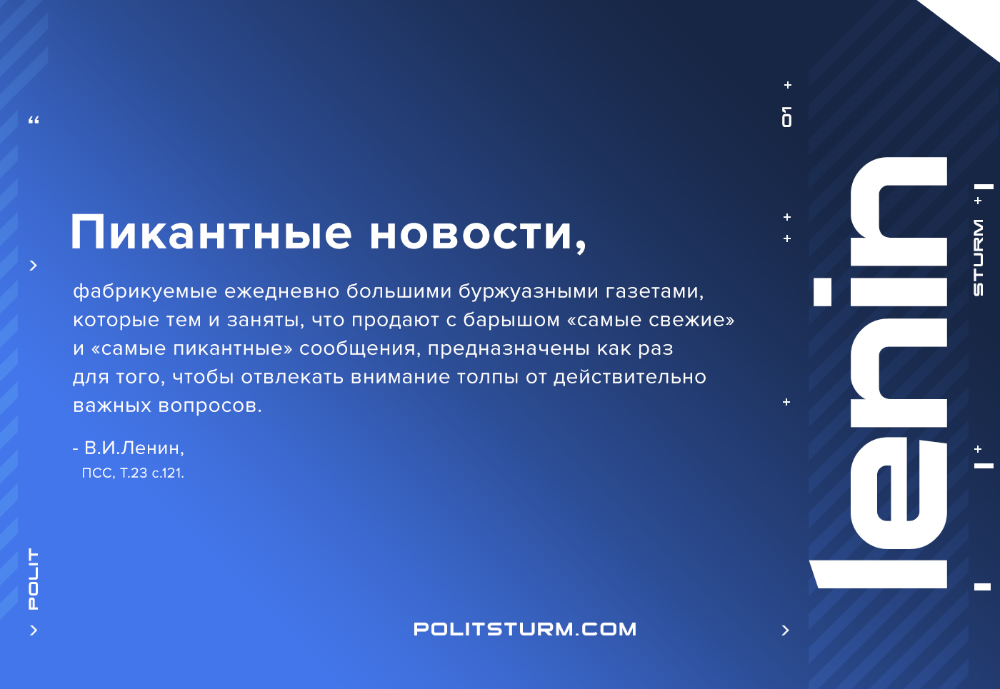 “
Пикантные новости,
фабрикуемые ежедневно большими буржуазными газетами,
которые тем и заняты, что продают с барышом «самые свежие»
и «самые пикантные» сообщения, предназначены как раз
для того, чтобы отвлекать внимание толпы от действительно
важных вопросов.
- В.И.Ленин,
ПСС, Т.23 с.121.
POLIT
POLITSTURM.COM
01
lenin
STURM